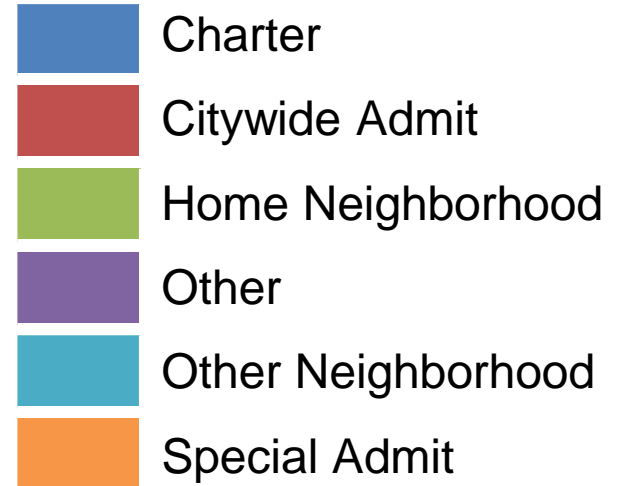 Charter
Citywide Admit
Home Neighborhood
Other
Other Neighborhood
Special Admit